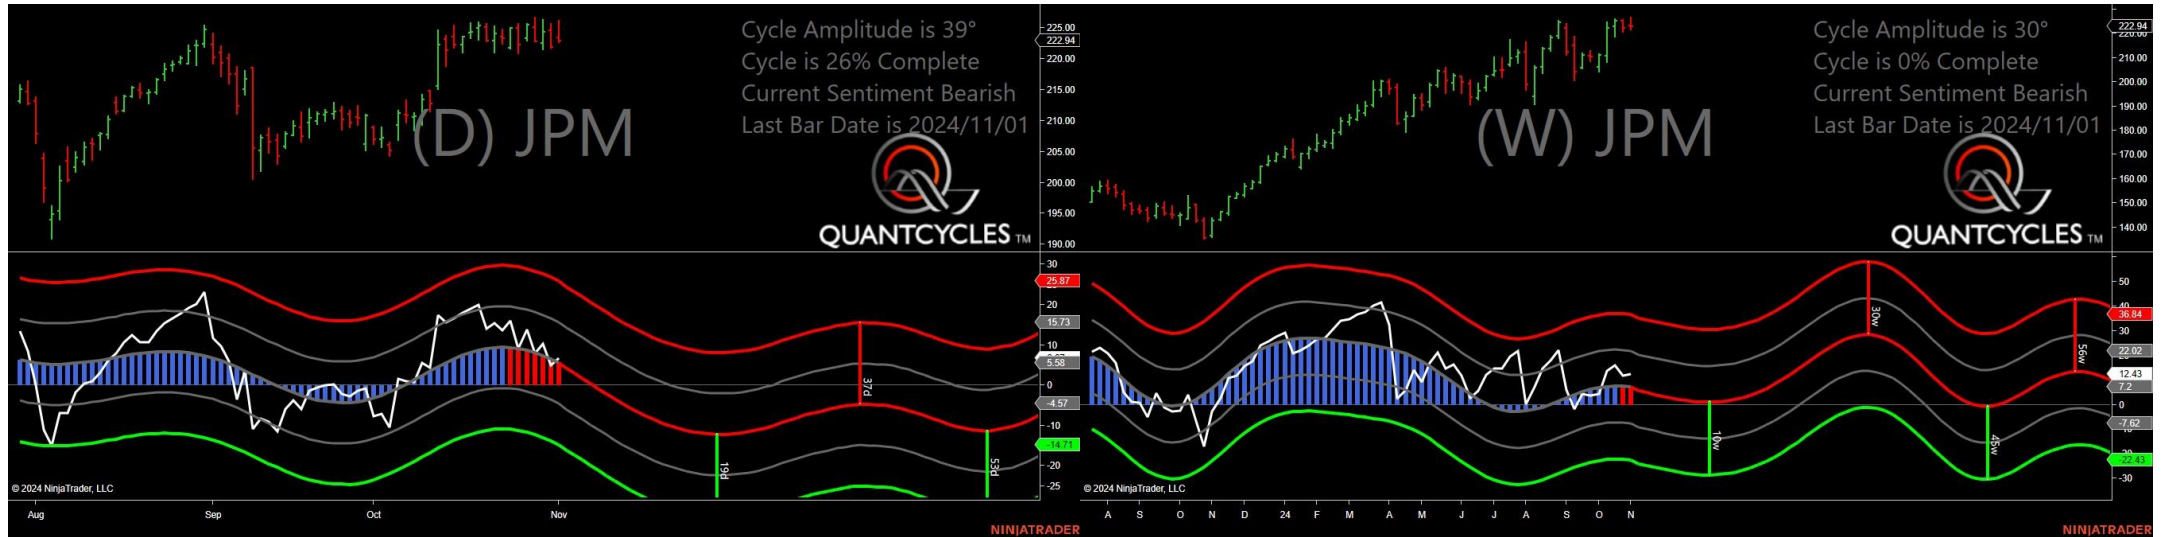 Cycle Amplitude is 39°
Cycle is 26% Complete
Current Sentiment Bearish
Last Bar Date is 2024/11/01
(D) JPM
QUANTCYCLES TM
225.00
222.94
220.00
215.00
210.00
205.00
200.00
195.00
190.00
30
25.87
20
15.73
10
5.58
0
-4.57
-10
-14.71
-20
-25
19d
37d
53d
© 2024 NinjaTrader, LLC
Aug Sep Oct Nov
NINJATRADER
Cycle Amplitude is 30°
Cycle is 0% Complete
Current Sentiment Bearish
Last Bar Date is 2024/11/01
(W) JPM
QUANTCYCLES TM
222.94
220.00
210.00
200.00
190.00
180.00
170.00
160.00
150.00
140.00
50
40
36.84
30
22.02
12.43
7.2
0
-7.62
-22.43
-30
10w
30w
45w
56w
© 2024 NinjaTrader, LLC
A S O N D 24 F M A M J J A S O N
NINJATRADER